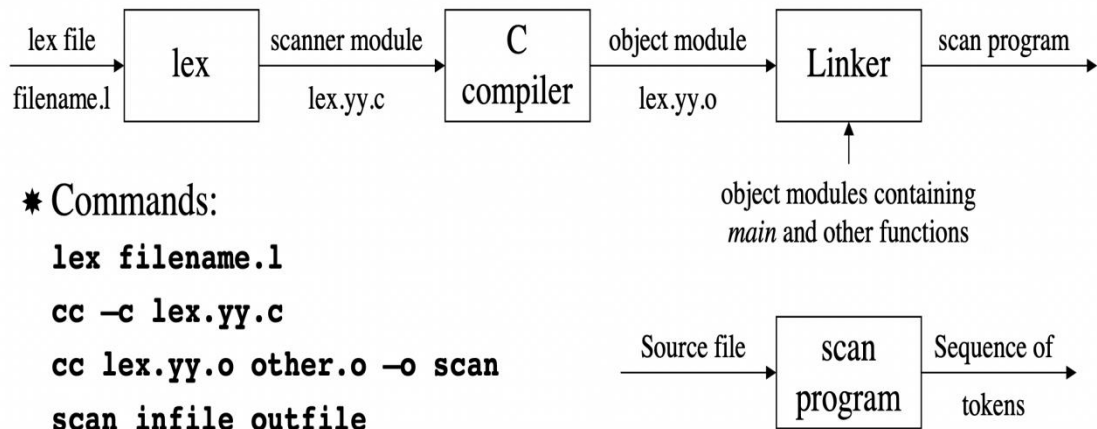 lex file
filename.l
lex
scanner module
lex.yy.c
C
compiler
object module
lex.yy.o
Linker
scan program
object modules containing
main and other functions
✷ Commands:
lex filename.l
cc –c lex.yy.c
cc lex.yy.o other.o –o scan
scan infile outfile
Source file
scan
program
Sequence of
tokens